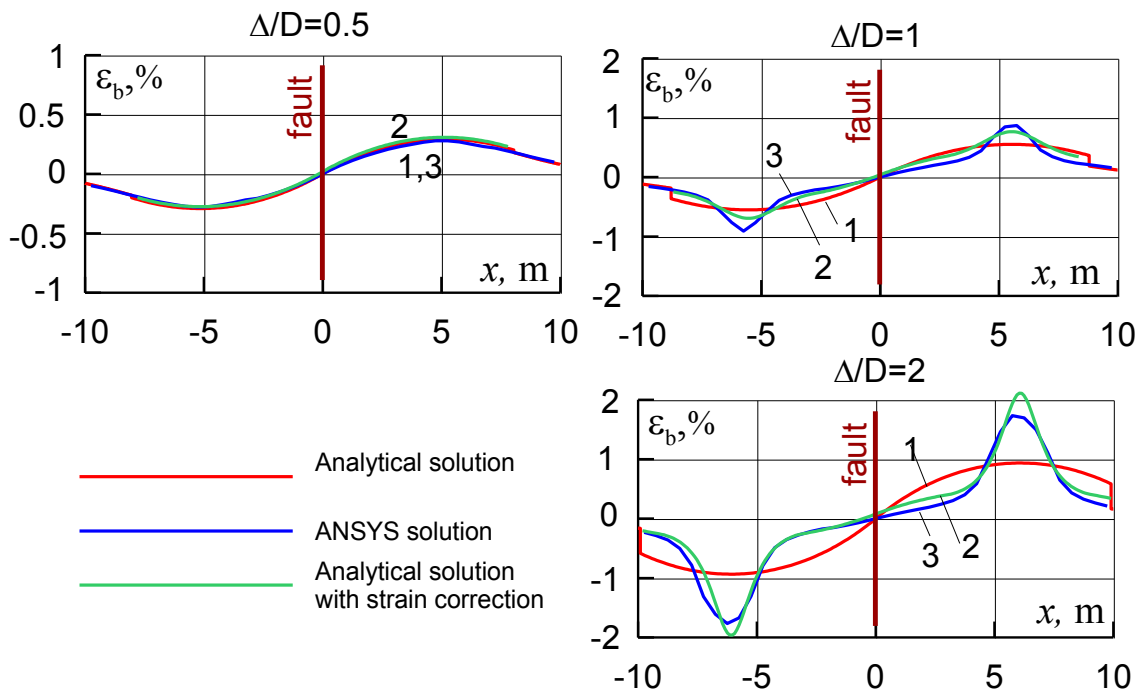 Δ/D=0.5
1
0.5
0
-0.5
-1
εb,%
fault
2
1,3
x, m
-10
-5
0
5
10
Δ/D=1
2
1
0
-1
-2
εb,%
fault
3
1
2
x, m
-10
-5
0
5
10
Δ/D=2
2
1
0
-1
-2
εb,%
fault
1
3
2
x, m
-10
-5
0
5
10
Analytical solution
ANSYS solution
Analytical solution
with strain correction